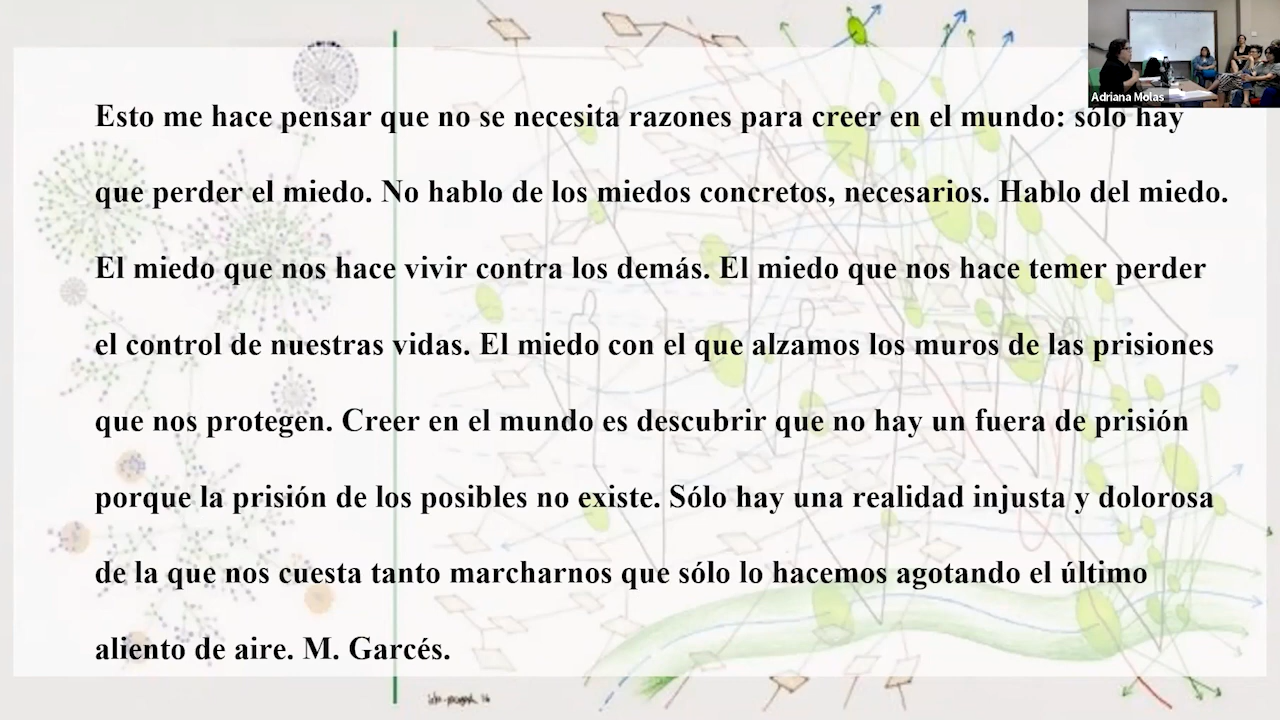 Adriana Molas
Esto me hace pensar que no se necesita razones para creer en el mundo: sólo hay
que perder el miedo. No hablo de los miedos concretos, necesarios. Hablo del miedo.
El miedo que nos hace vivir contra los demás. El miedo que nos hace temer perder
el control de nuestras vidas. El miedo con el que alzamos los muros de las prisiones
que nos protegen. Creer en el mundo es descubrir que no hay un fuera de prisión
porque la prisión de los posibles no existe. Sólo hay una realidad injusta y dolorosa
de la que nos cuesta tanto marcharnos que sólo lo hacemos agotando el último
aliento de aire. M. Garcés.